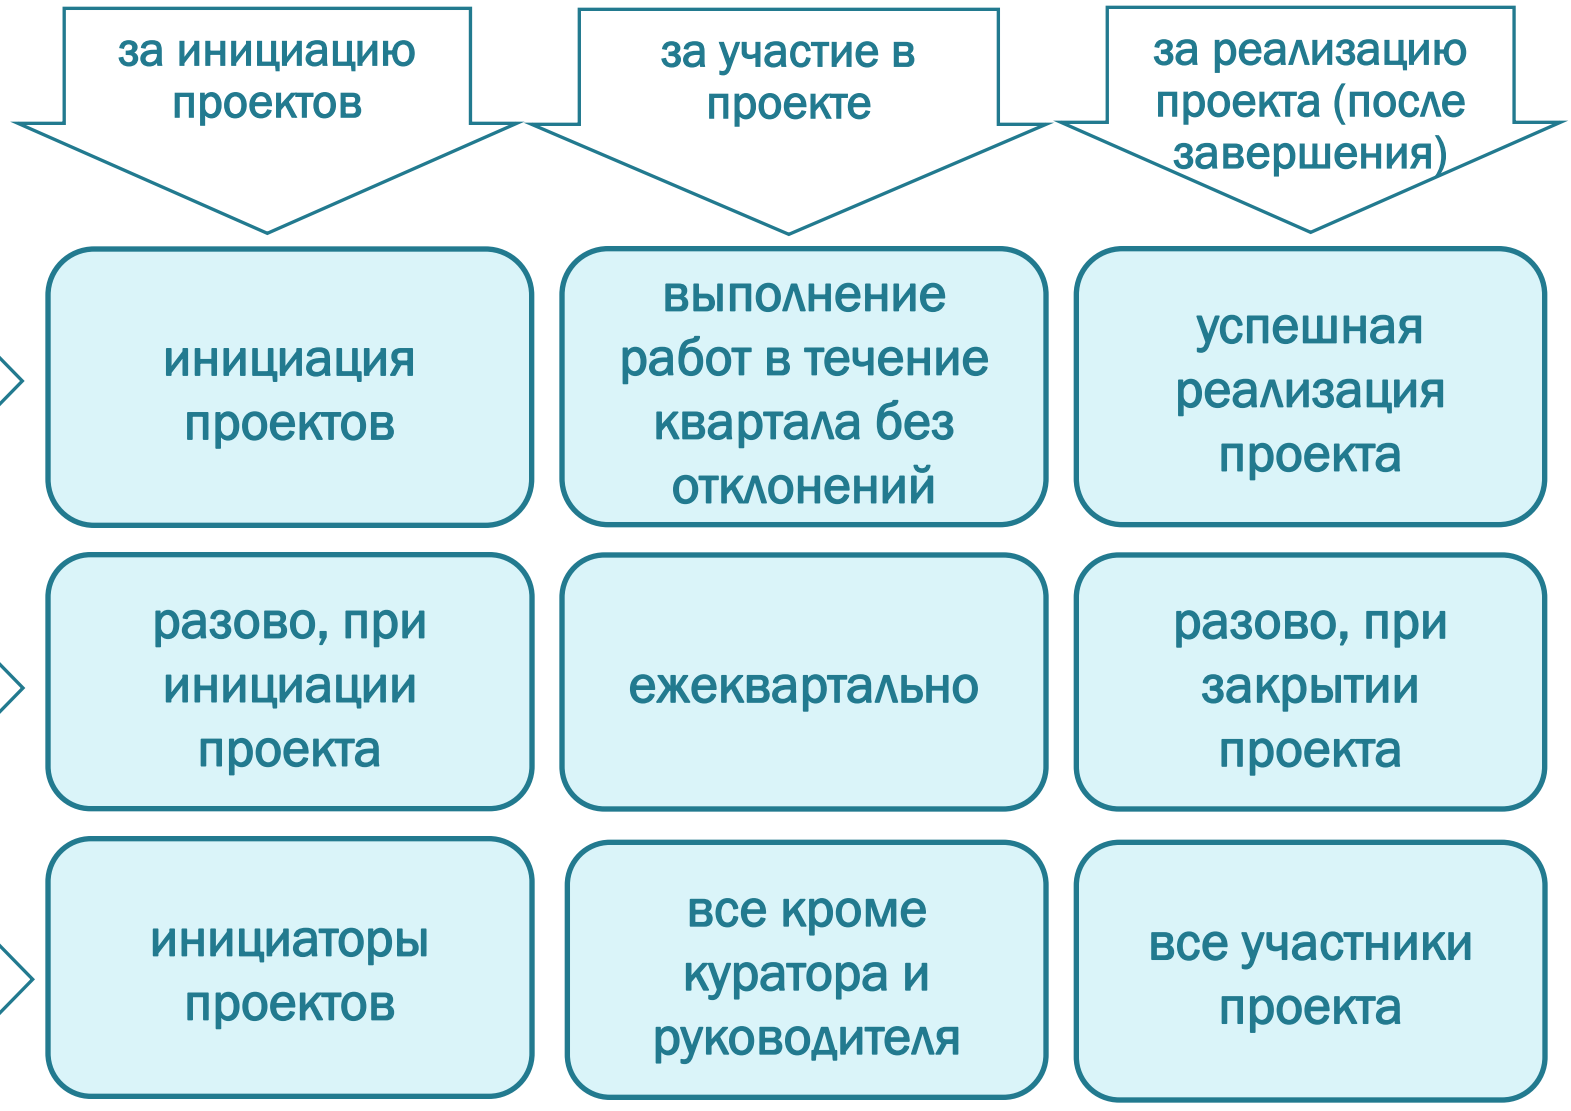 за инициацию
проектов
за участие в
проекте
за реализацию
проекта (после
завершения)
инициация
проектов
выполнение
работ в течение
квартала без
отклонений
успешная
реализация
проекта
разово, при
инициации
проекта
ежеквартально
разово, при
закрытии
проекта
инициаторы
проектов
все кроме
куратора и
руководителя
все участники
проекта